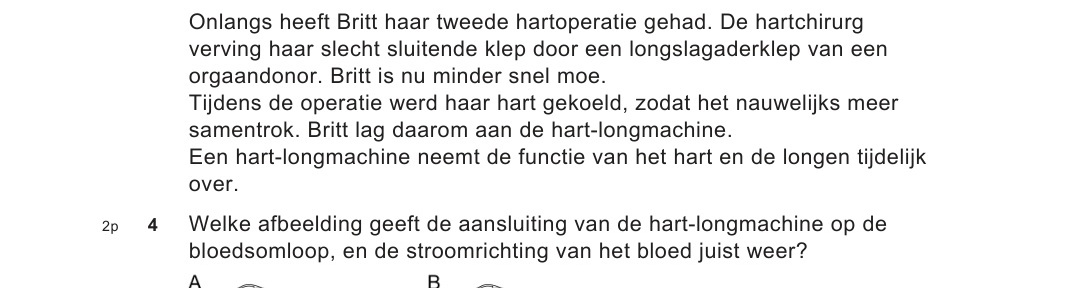 Onlangs heeft Britt haar tweede hartoperatie gehad. De hartchirurg
verving haar slecht sluitende klep door een longslagaderklep van een
orgaandonor. Britt is nu minder snel moe.
Tijdens de operatie werd haar hart gekoeld, zodat het nauwelijks meer
samentrok. Britt lag daarom aan de hart-longmachine.
Een hart-longmachine neemt de functie van het hart en de longen tijdelijk
over.
2p 4 Welke afbeelding geeft de aansluiting van de hart-longmachine op de
bloedsomloop, en de stroomrichting van het bloed juist weer?
A B